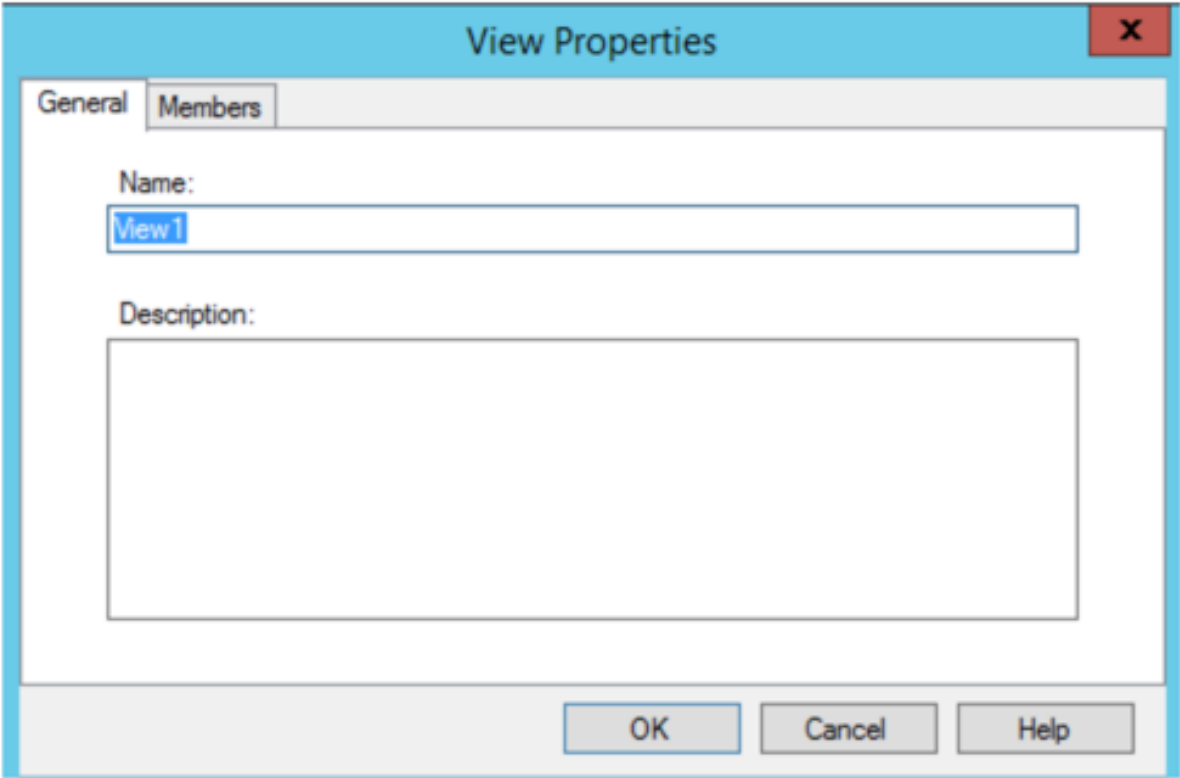 View Properties
x
General Members
Name:
View1
Description:
OK Cancel Help